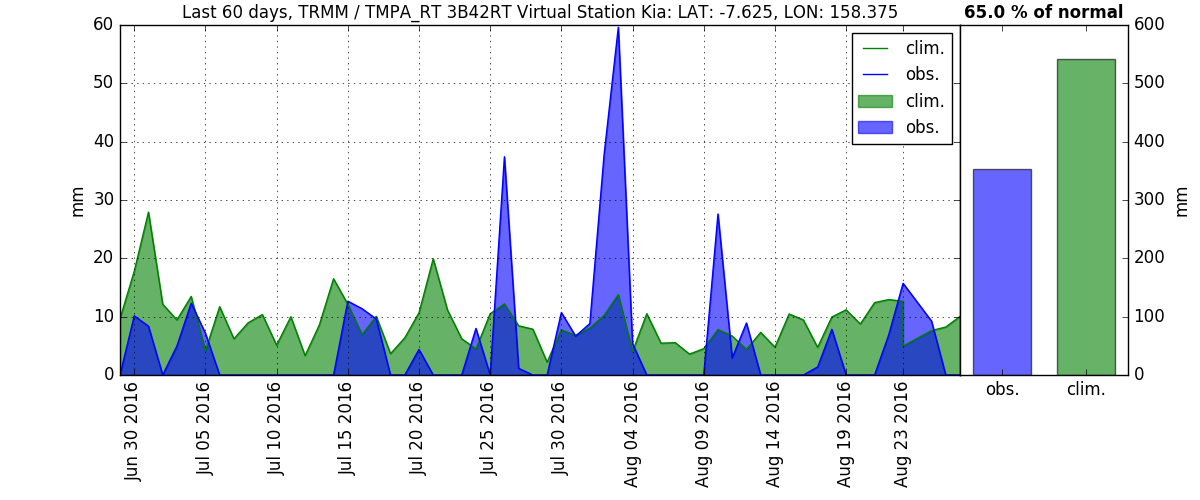 Last 60 days, TRMM / TMPA_RT 3B42RT Virtual Station Kia: LAT: -7.625, LON: 158.375
65.0 % of normal
60
50
40
30
20
10
0
mm
clim.
obs.
clim.
obs.
600
500
400
300
200
100
0
mm
Jun 30 2016
Jul 05 2016
Jul 10 2016
Jul 15 2016
Jul 20 2016
Jul 25 2016
Jul 30 2016
Aug 04 2016
Aug 09 2016
Aug 14 2016
Aug 19 2016
Aug 23 2016
obs.
clim.